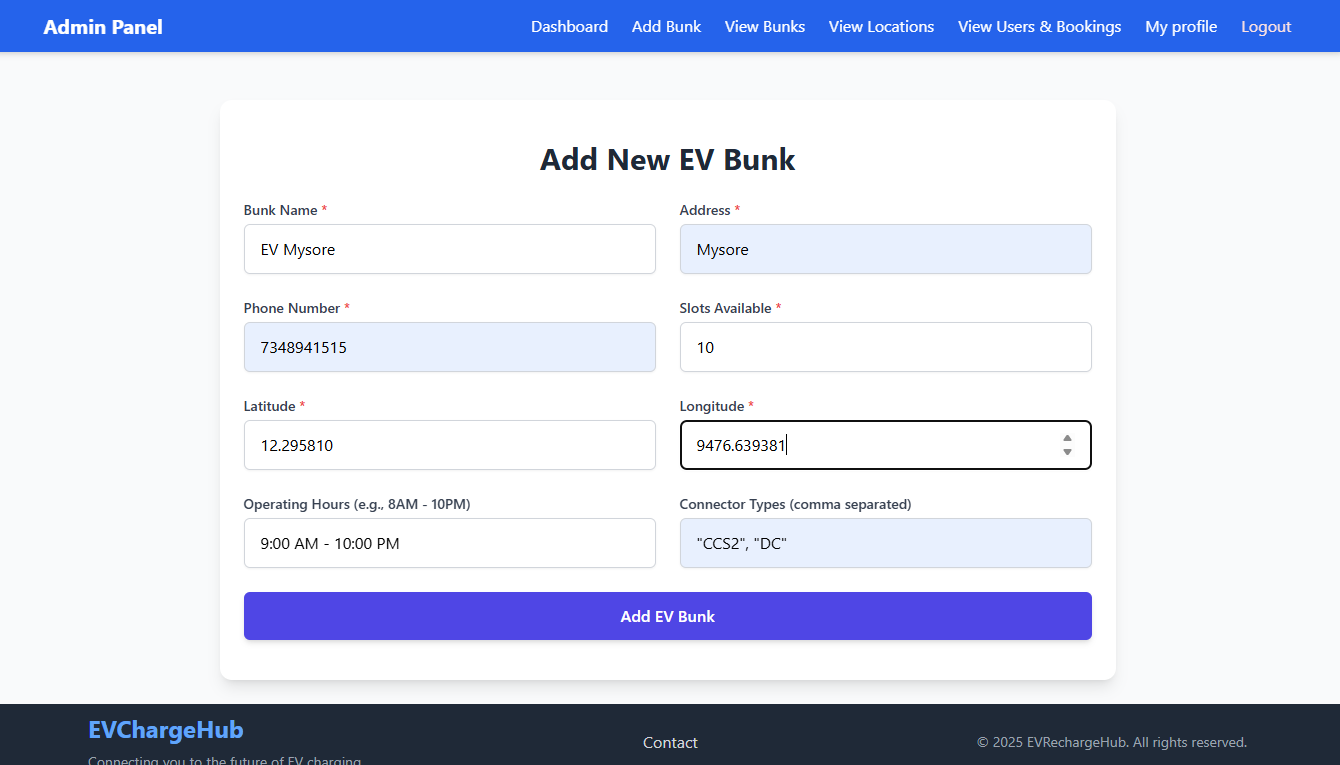 Admin Panel Dashboard Add Bunk View Bunks View Locations View Users & Bookings My profile Logout
Add New EV Bunk
Bunk Name * Address *
EV Mysore Mysore
Phone Number * Slots Available *
7348941515 10
Latitude * Longitude *
12.295810 9476.639381
Operating Hours (e.g., 8AM - 10PM) Connector Types (comma separated)
9:00 AM - 10:00 PM "CCS2", "DC"
Add EV Bunk
EVChargeHub
Contact © 2025 EVRechargeHub. All rights reserved.
Connecting you to the future of EV charging